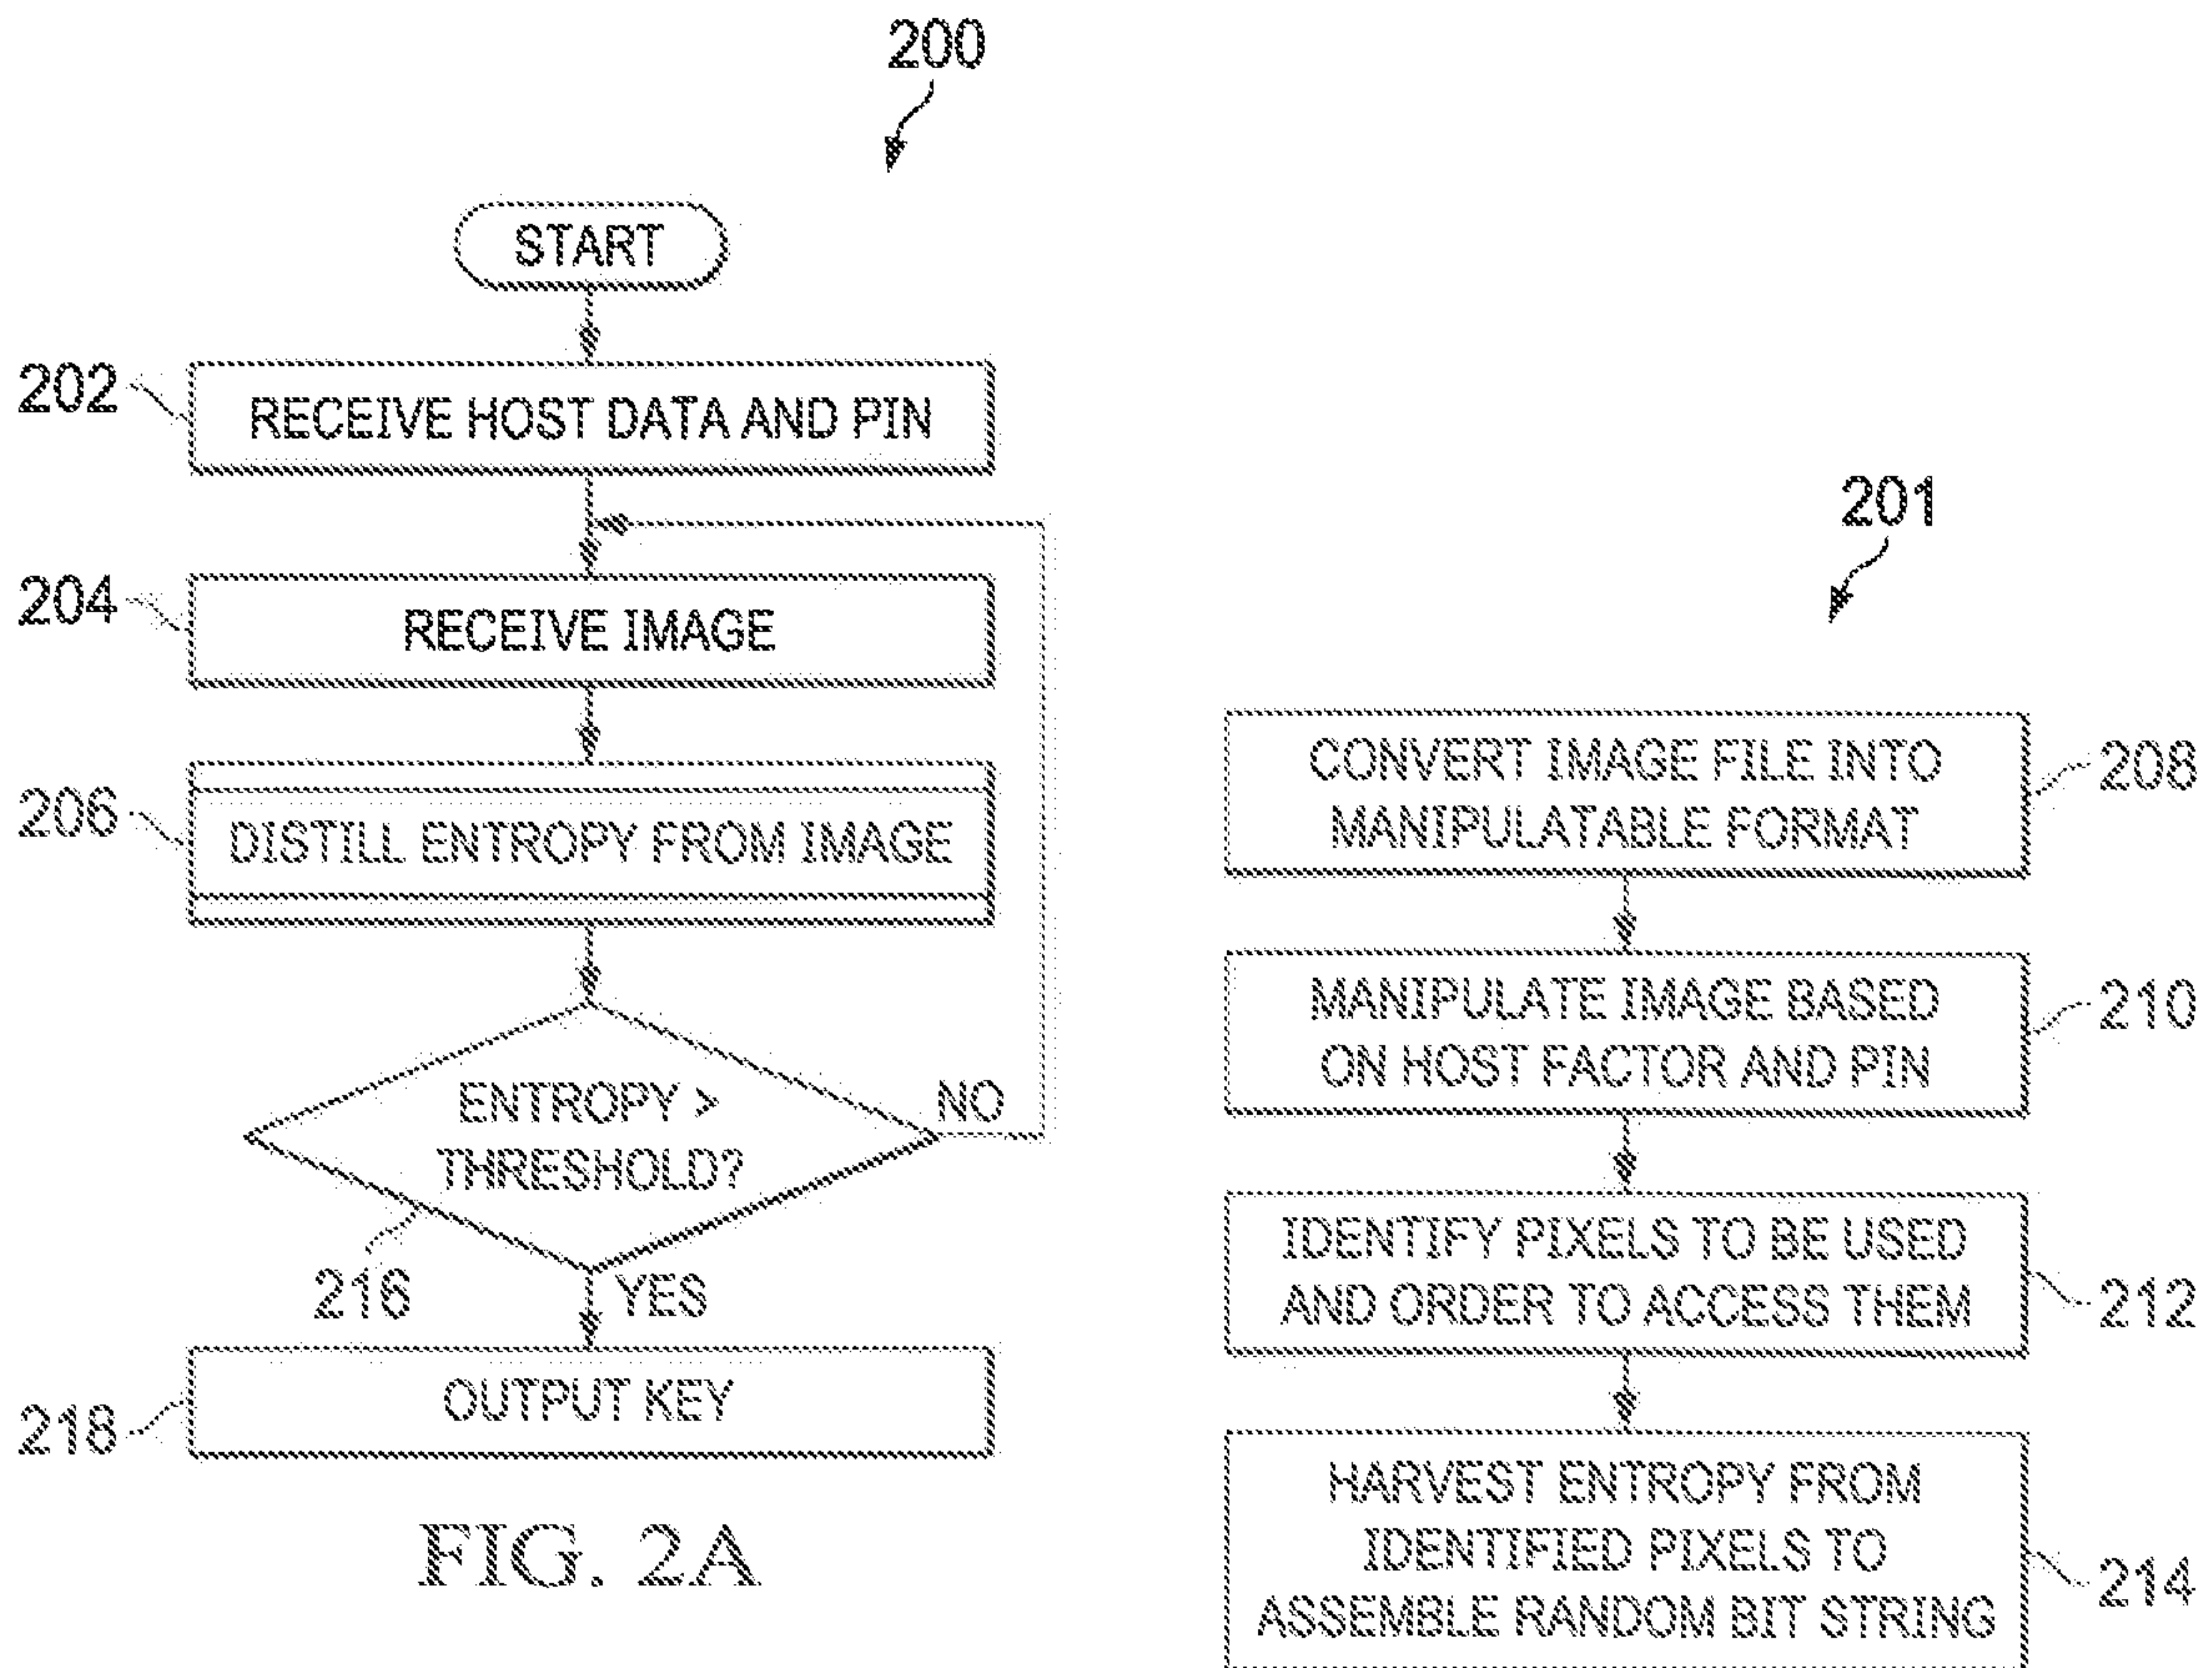 200
START
202
RECEIVE HOST DATA AND PIN
204
RECEIVE IMAGE
206
DISTILL ENTROPY FROM IMAGE
ENTROPY >
THRESHOLD?
NO
216
YES
218
OUTPUT KEY
FIG. 2A
201
CONVERT IMAGE FILE INTO
MANIPULATABLE FORMAT
208
MANIPULATE IMAGE BASED
ON HOST FACTOR AND PIN
210
IDENTIFY PIXELS TO BE USED
AND ORDER TO ACCESS THEM
212
HARVEST ENTROPY FROM
IDENTIFIED PIXELS TO
ASSEMBLE RANDOM BIT STRING
214